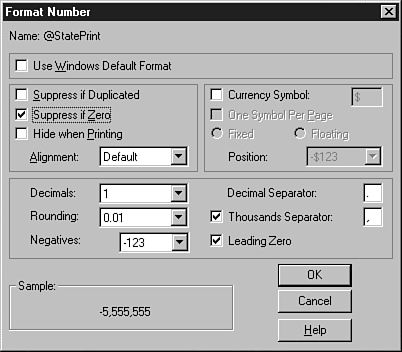 Format Number
Name: @StatePrint
Use Windows Default Format
Suppress if Duplicated
Suppress if Zero
Hide when Printing
Alignment: Default
Currency Symbol: $
One Symbol Per Page
Fixed Floating
Position: -$123
Decimals: 1
Rounding: 0.01
Negatives: -123
Decimal Separator: .
Thousands Separator: ,
Leading Zero
Sample:
-5,555,555
OK
Cancel
Help